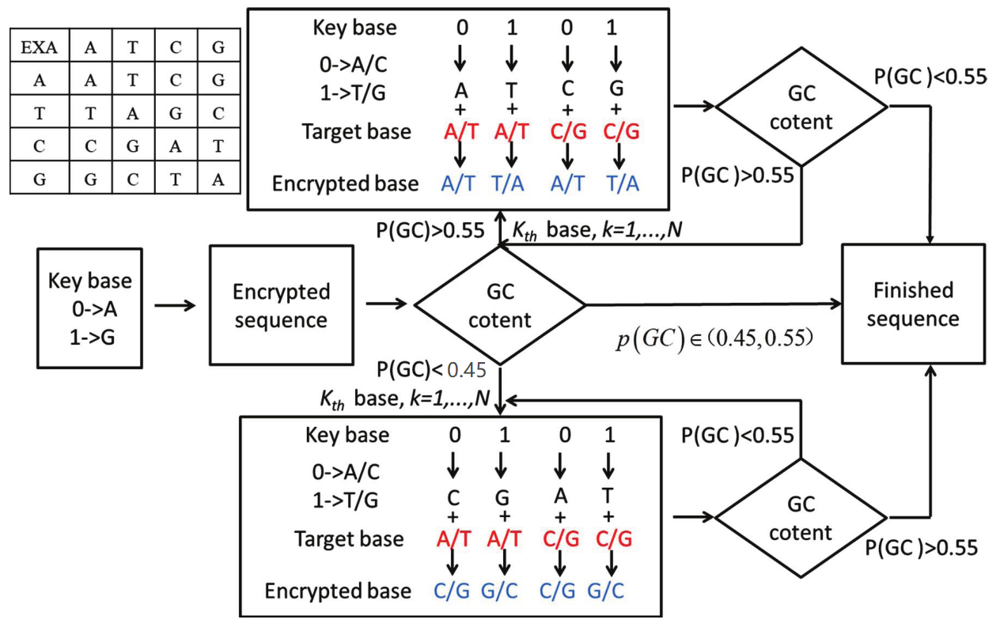 EXA A T C G
A A T C G
T T A G C
C C G A T
G G C T A
Key base 0 1 0 1
0->A/C
1->T/G A T C G
+ + + +
Target base A/T A/T C/G C/G
Encrypted base A/T T/A A/T T/A
GC
cotent
P(GC)<0.55
P(GC)>0.55
P(GC)>0.55 Kth base, k=1,...,N
Key base
0->A
1->G
Encrypted
sequence
GC
cotent
p(GC)∈(0.45,0.55)
Finished
sequence
P(GC)< 0.45
Kth base, k=1,...,N
Key base 0 1 0 1
0->A/C
1->T/G C G A T
+ + + +
Target base A/T A/T C/G C/G
Encrypted base C/G G/C C/G G/C
P(GC)<0.55
GC
cotent
P(GC)>0.55